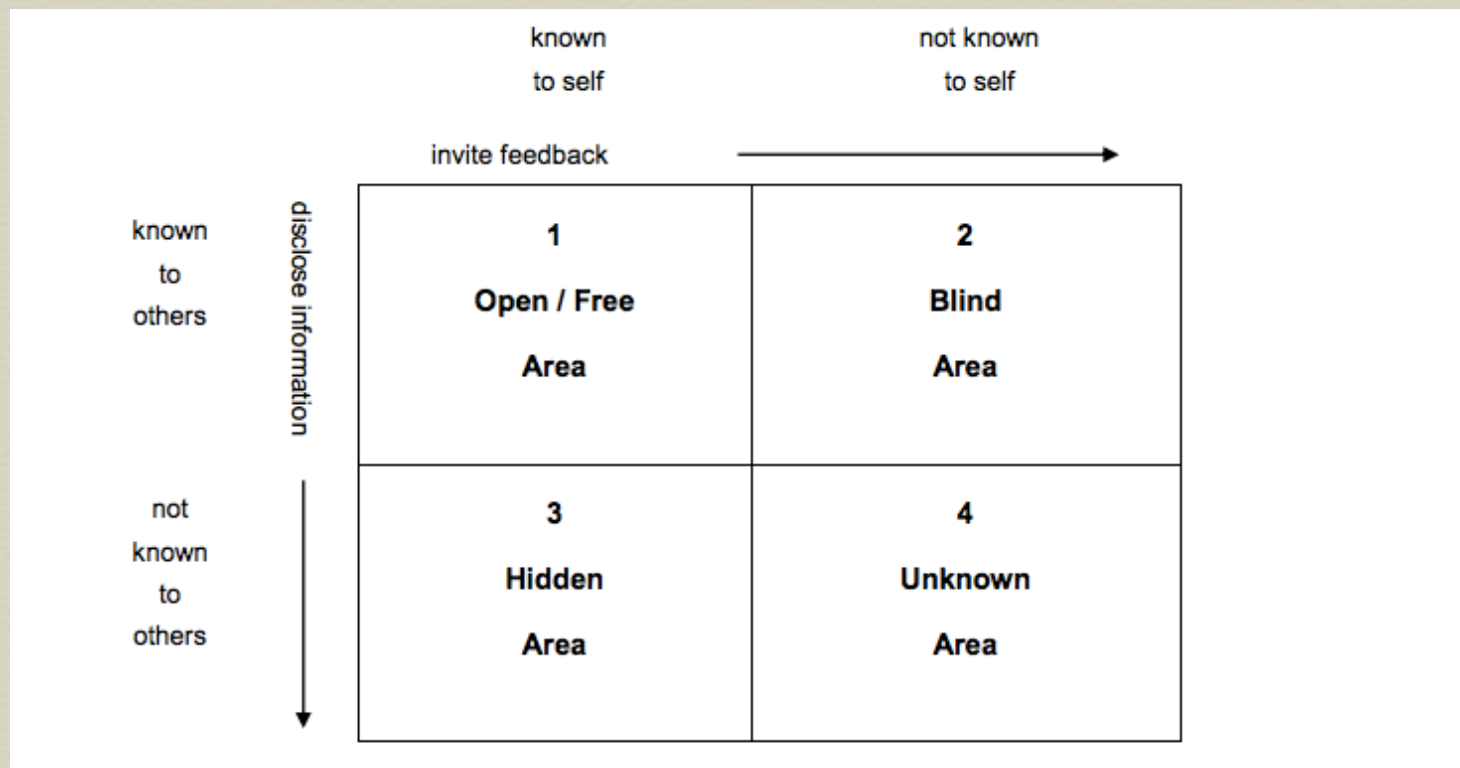 known
to self
not known
to self
invite feedback
known
to
others
disclose information
1
Open / Free
Area
2
Blind
Area
not
known
to
others
3
Hidden
Area
4
Unknown
Area